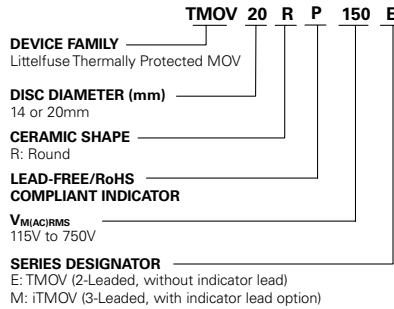 TMOV 20 R P 150 E
DEVICE FAMILY
Littelfuse Thermally Protected MOV
DISC DIAMETER (mm)
14 or 20mm
CERAMIC SHAPE
R: Round
LEAD-FREE/RoHS
COMPLIANT INDICATOR
VM(AC)RMS
115V to 750V
SERIES DESIGNATOR
E: TMOV (2-Leaded, without indicator lead)
M: iTMOV (3-Leaded, with indicator lead option)